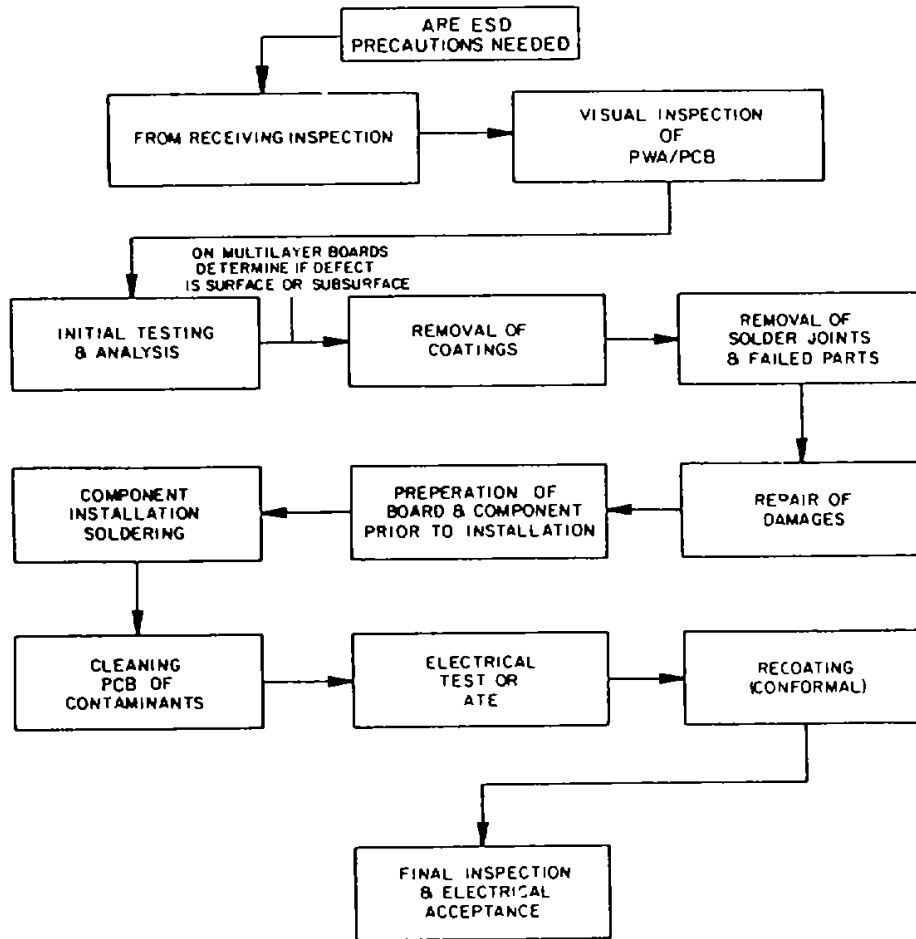 ARE ESD
PRECAUTIONS NEEDED
FROM RECEIVING INSPECTION
VISUAL INSPECTION
OF
PWA/PCB
ON MULTILAYER BOARDS
DETERMINE IF DEFECT
IS SURFACE OR SUBSURFACE
INITIAL TESTING
& ANALYSIS
REMOVAL OF
COATINGS
REMOVAL OF
SOLDER JOINTS
& FAILED PARTS
COMPONENT
INSTALLATION
SOLDERING
PREPERATION OF
BOARD & COMPONENT
PRIOR TO INSTALLATION
REPAIR OF
DAMAGES
CLEANING
PCB OF
CONTAMINANTS
ELECTRICAL
TEST OR
ATE
RECOATING
(CONFORMAL)
FINAL INSPECTION
& ELECTRICAL
ACCEPTANCE